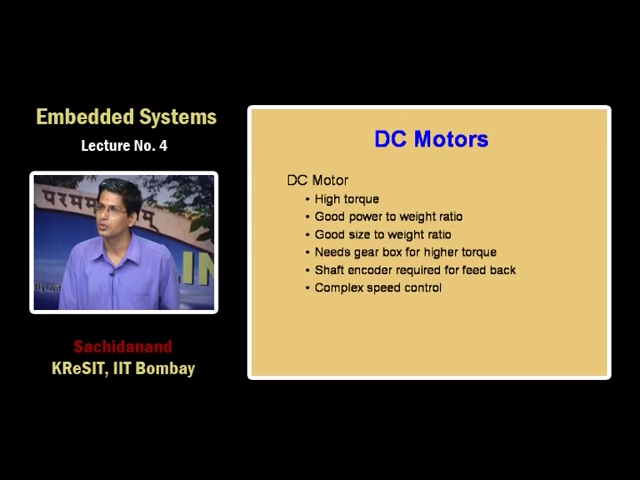 Embedded Systems
Lecture No. 4
Sachidanand
KReSIT, IIT Bombay
DC Motors
DC Motor
• High torque
• Good power to weight ratio
• Good size to weight ratio
• Needs gear box for higher torque
• Shaft encoder required for feed back
• Complex speed control